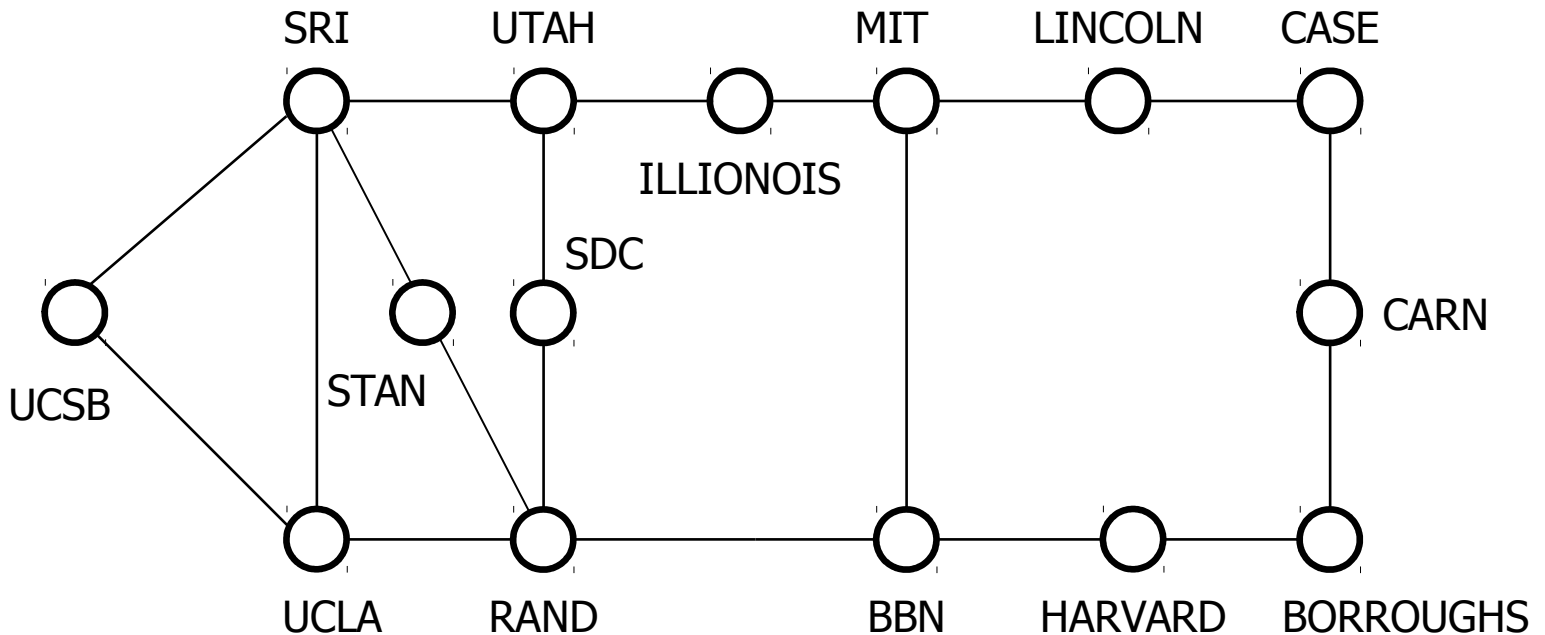 SRI
UTAH
MIT
LINCOLN
CASE
ILLIONOIS
SDC
CARN
STAN
UCSB
UCLA
RAND
BBN
HARVARD
BORROUGHS